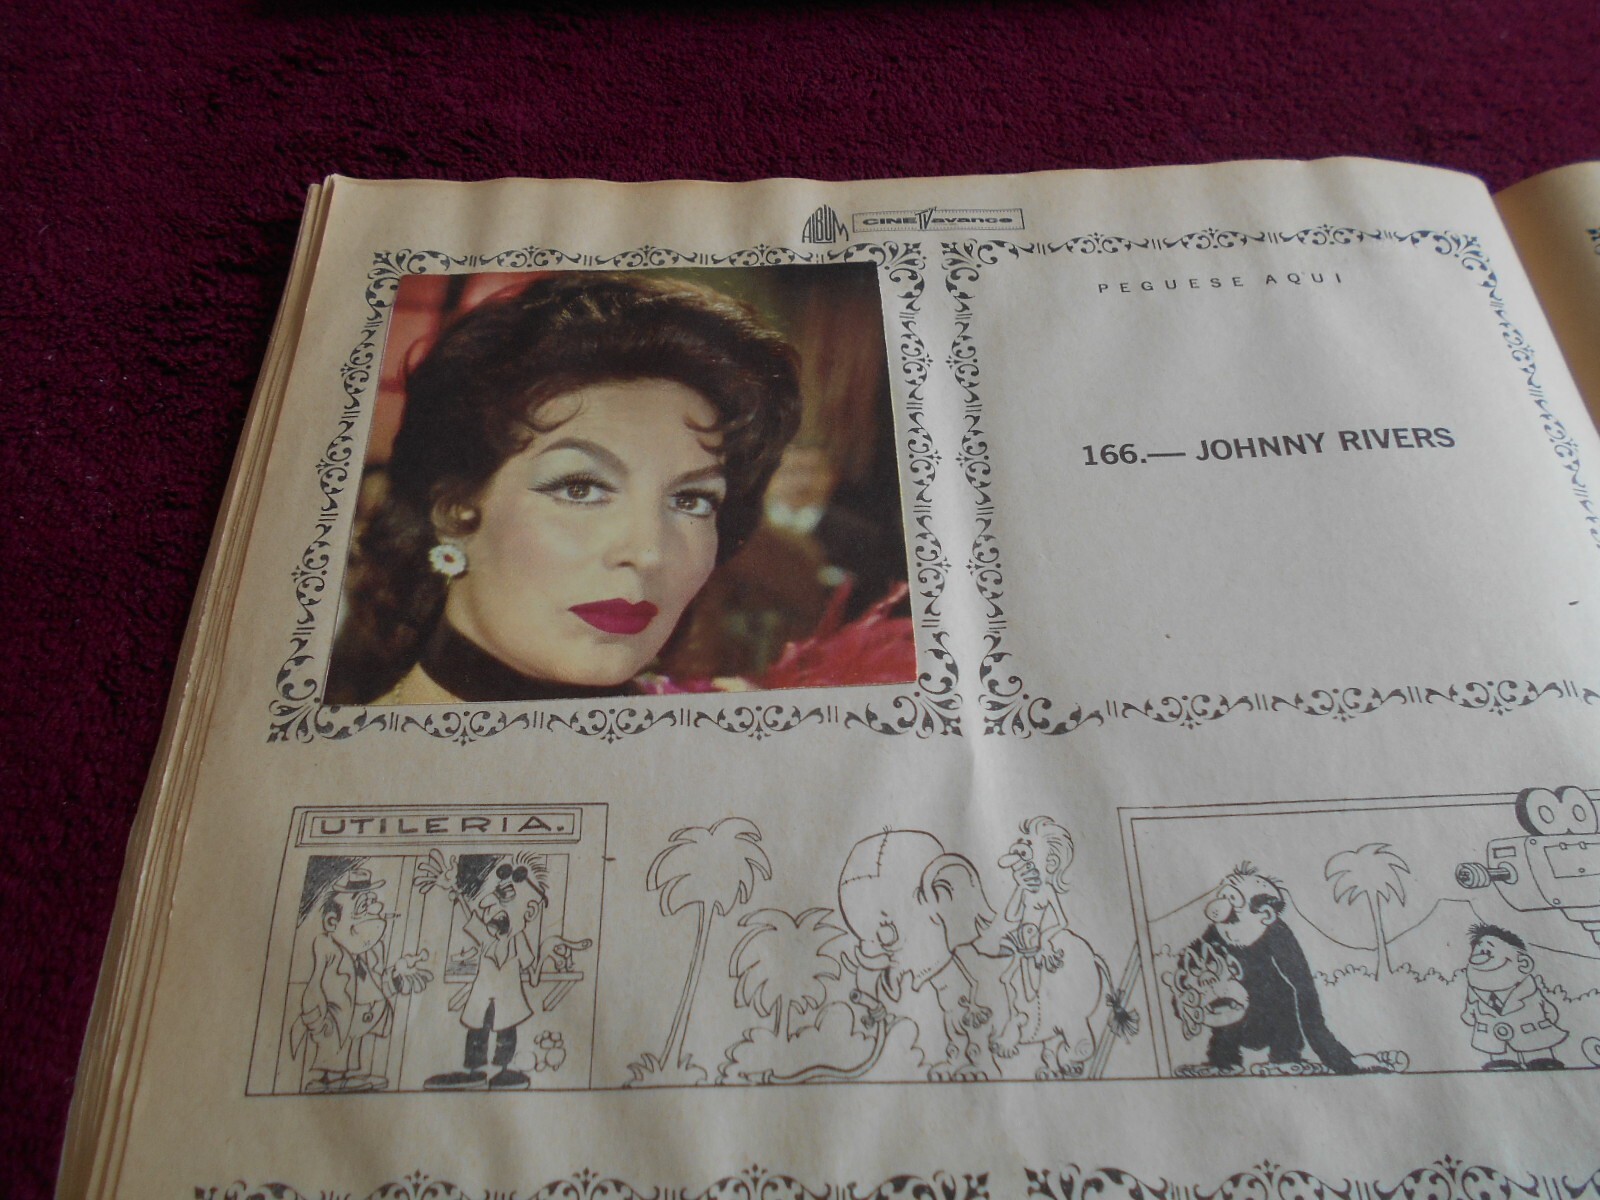 ALBUM CINE TV avance
PEGUESE AQUI
166.— JOHNNY RIVERS
UTILERIA.